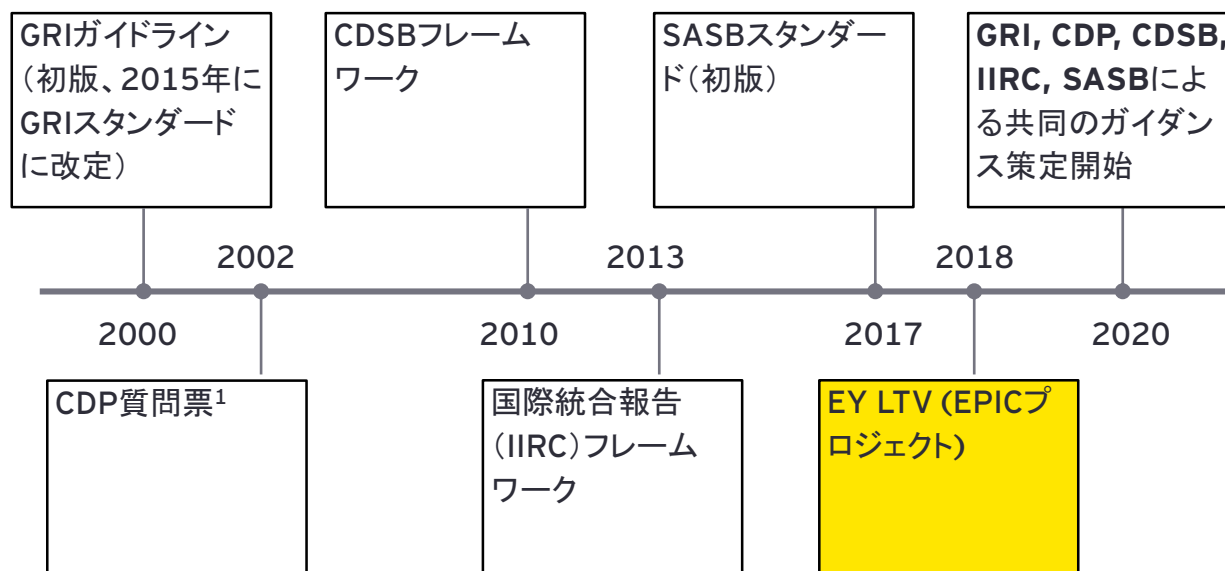 GRIガイドライン
（初版、2015年に
GRIスタンダード
に改定）
CDSBフレーム
ワーク
SASBスタンダー
ド（初版）
GRI, CDP, CDSB,
IIRC, SASBによ
る共同のガイダン
ス策定開始
2002
2013
2018
2000
2010
2017
2020
CDP質問票1
国際統合報告
（IIRC）フレーム
ワーク
EY LTV (EPICプ
ロジェクト)